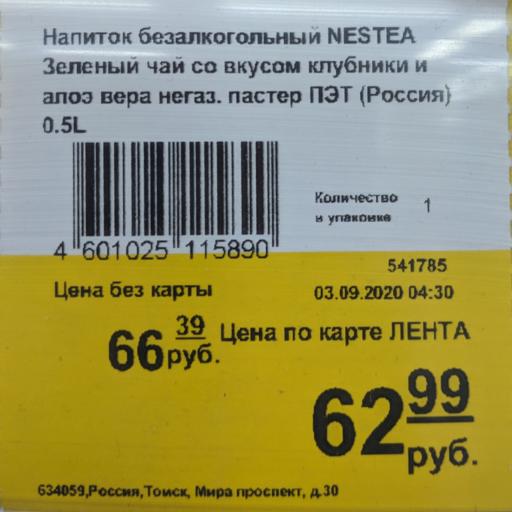 Напиток безалкогольный NESTEA
Зеленый чай со вкусом клубники и
алоэ вера негаз. пастер ПЭТ (Россия)
0.5L
Количество
в упаковке 1
4 601025 115890
541785
Цена без карты 03.09.2020 04:30
66 39 руб.
Цена по карте ЛЕНТА
62 99 руб.
634059,Россия,Томск, Мира проспект, д.30